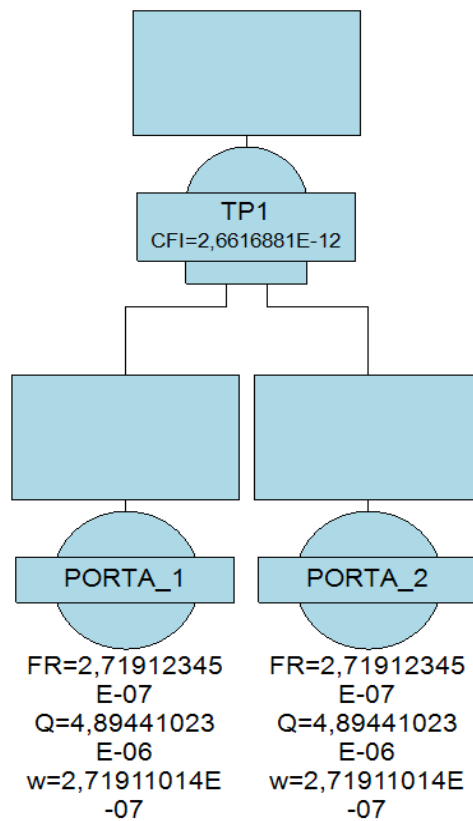 TP1
CFI=2,6616881E-12
PORTA_1
PORTA_2
FR=2,71912345
E-07
Q=4,89441023
E-06
w=2,71911014E
-07
FR=2,71912345
E-07
Q=4,89441023
E-06
w=2,71911014E
-07